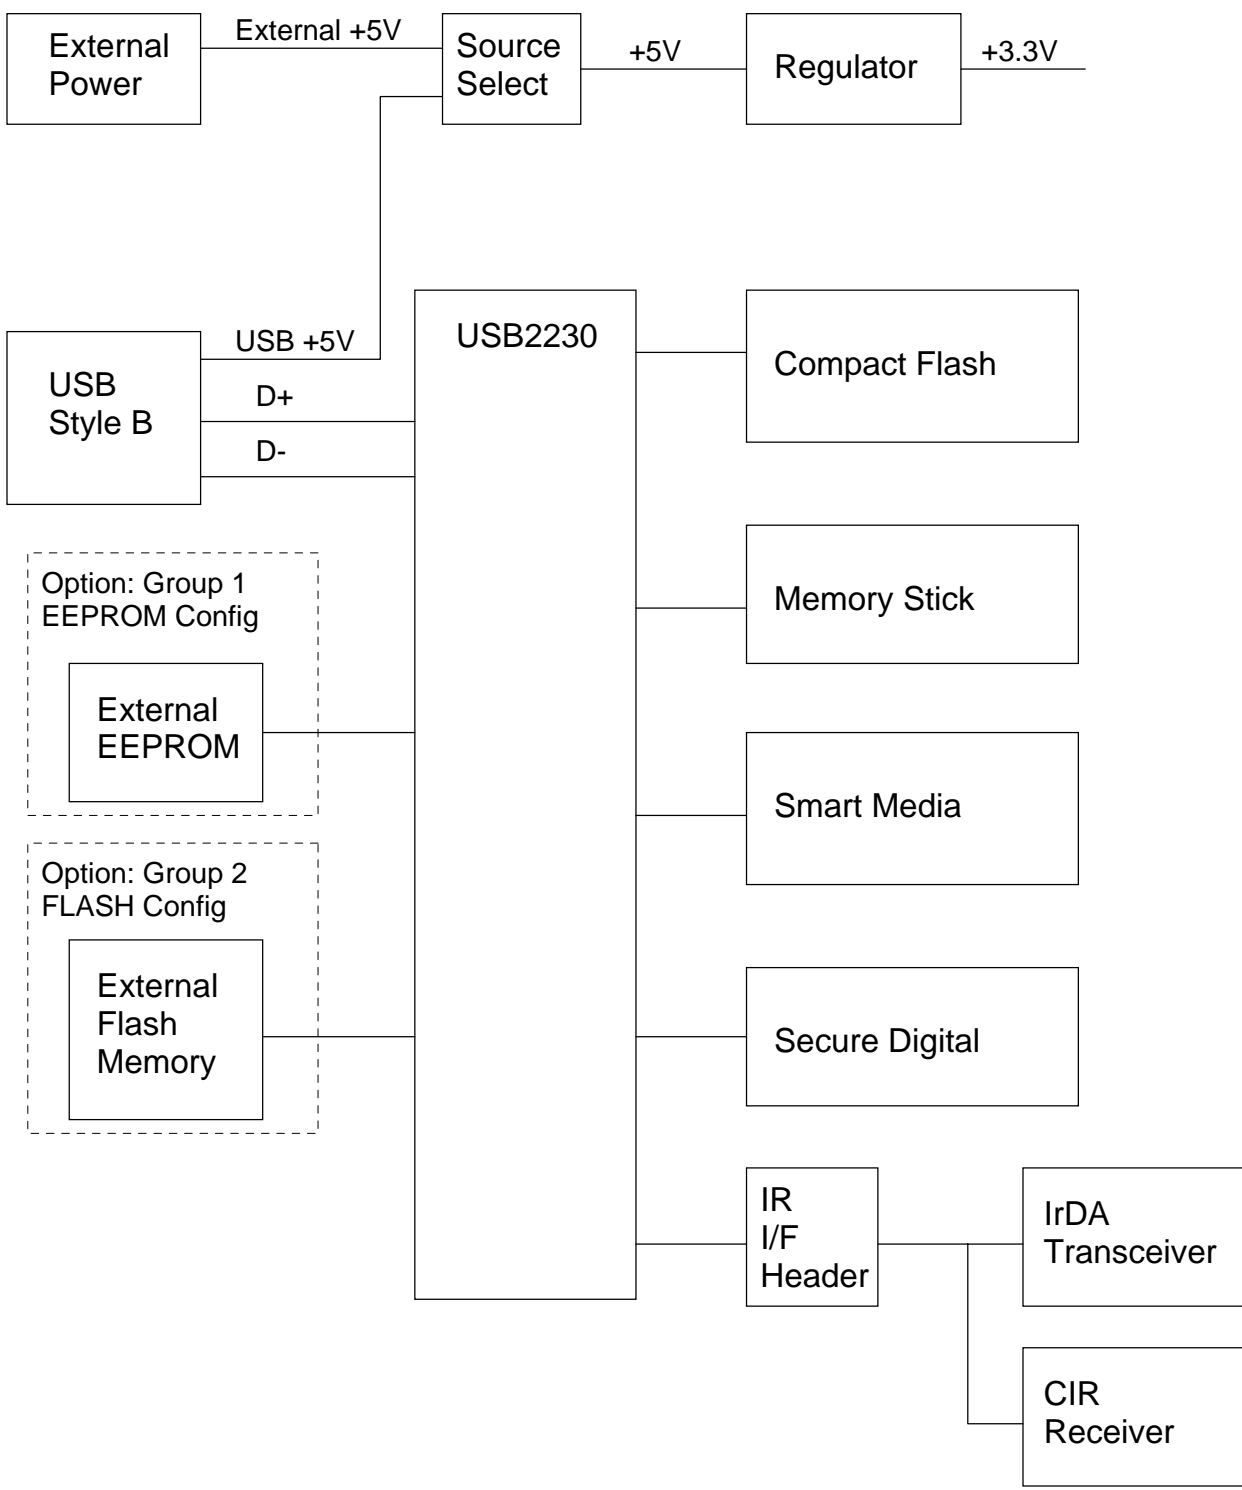 External
Power
External +5V
Source
Select
+5V
Regulator
+3.3V
USB
Style B
USB +5V
D+
D-
USB2230
Compact Flash
Option: Group 1
EEPROM Config
External
EEPROM
Memory Stick
Smart Media
Option: Group 2
FLASH Config
External
Flash
Memory
Secure Digital
IR
I/F
Header
IrDA
Transceiver
CIR
Receiver